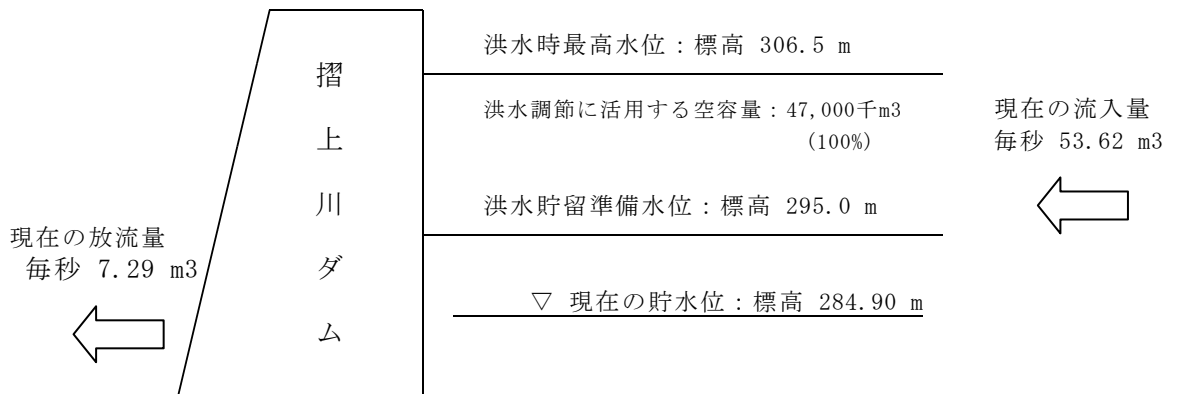 洪水時最高水位：標高 306.5 m
摺上川ダム
洪水調節に活用する空容量：47,000千m3
(100%)
現在の流入量
毎秒 53.62 m3
洪水貯留準備水位：標高 295.0 m
現在の放流量
毎秒 7.29 m3
▽ 現在の貯水位：標高 284.90 m